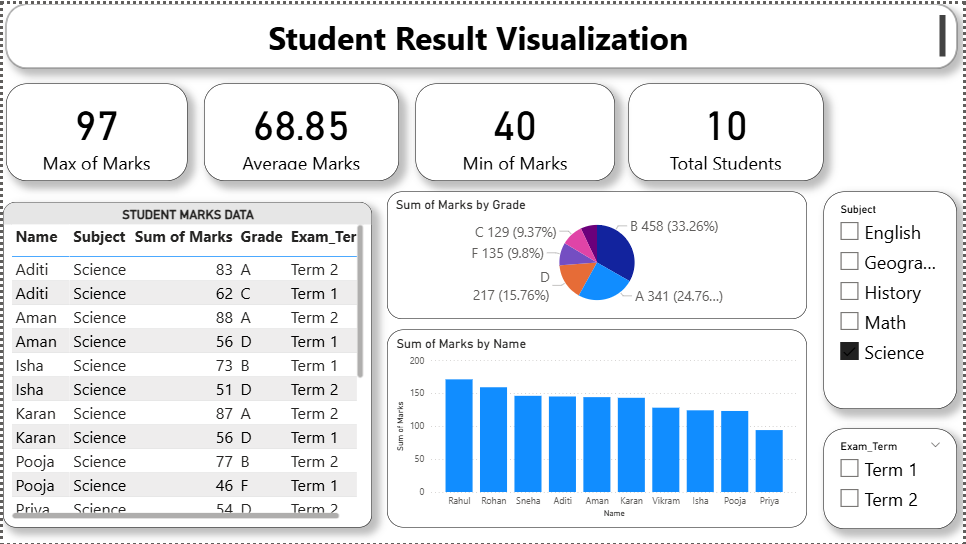 Student Result Visualization
97
Max of Marks
68.85
Average Marks
40
Min of Marks
10
Total Students
STUDENT MARKS DATA
Name Subject Sum of Marks Grade Exam_Ter
Aditi Science 83 A Term 2
Aditi Science 62 C Term 1
Aman Science 88 A Term 2
Aman Science 56 D Term 1
Isha Science 73 B Term 1
Isha Science 51 D Term 2
Karan Science 87 A Term 2
Karan Science 56 D Term 1
Pooja Science 77 B Term 2
Pooja Science 46 F Term 1
Priya Science 54 D Term 2
Sum of Marks by Grade
C 129 (9.37%)
B 458 (33.26%)
F 135 (9.8%)
D
217 (15.76%)
A 341 (24.76...)
Sum of Marks by Name
200
150
100
50
0
Sum of Marks
Rahul Rohan Sneha Aditi Aman Karan Vikram Isha Pooja Priya
Name
Subject
English
Geogra...
History
Math
Science
Exam_Term
Term 1
Term 2